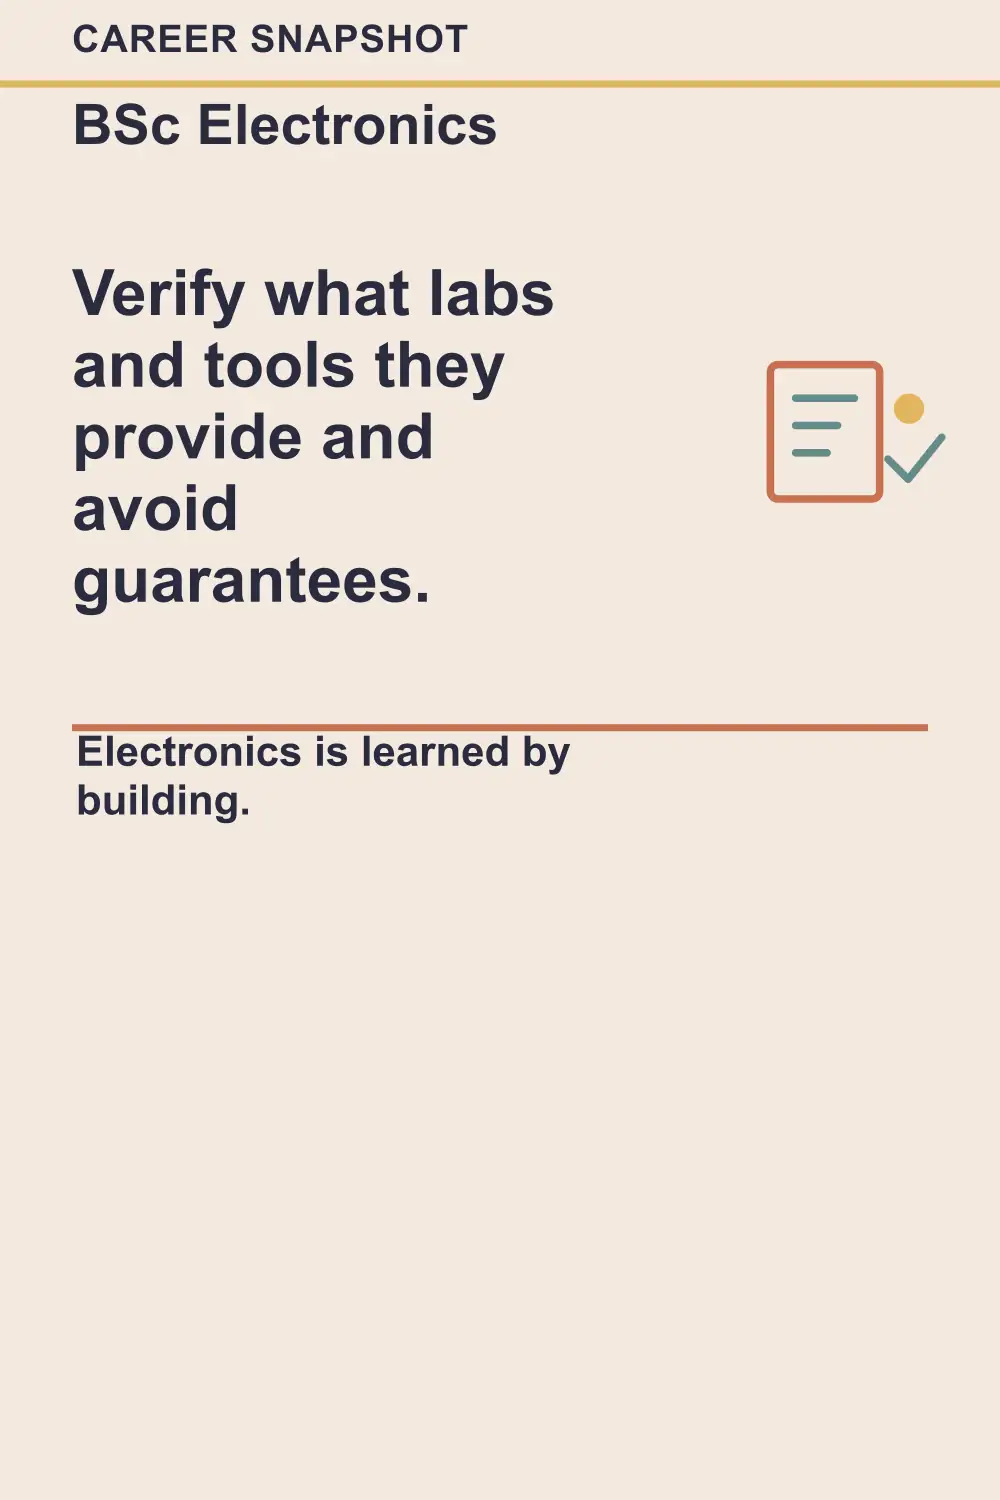 CAREER SNAPSHOT
BSc Electronics
Verify what labs
and tools they
provide and
avoid
guarantees.
Electronics is learned by
building.